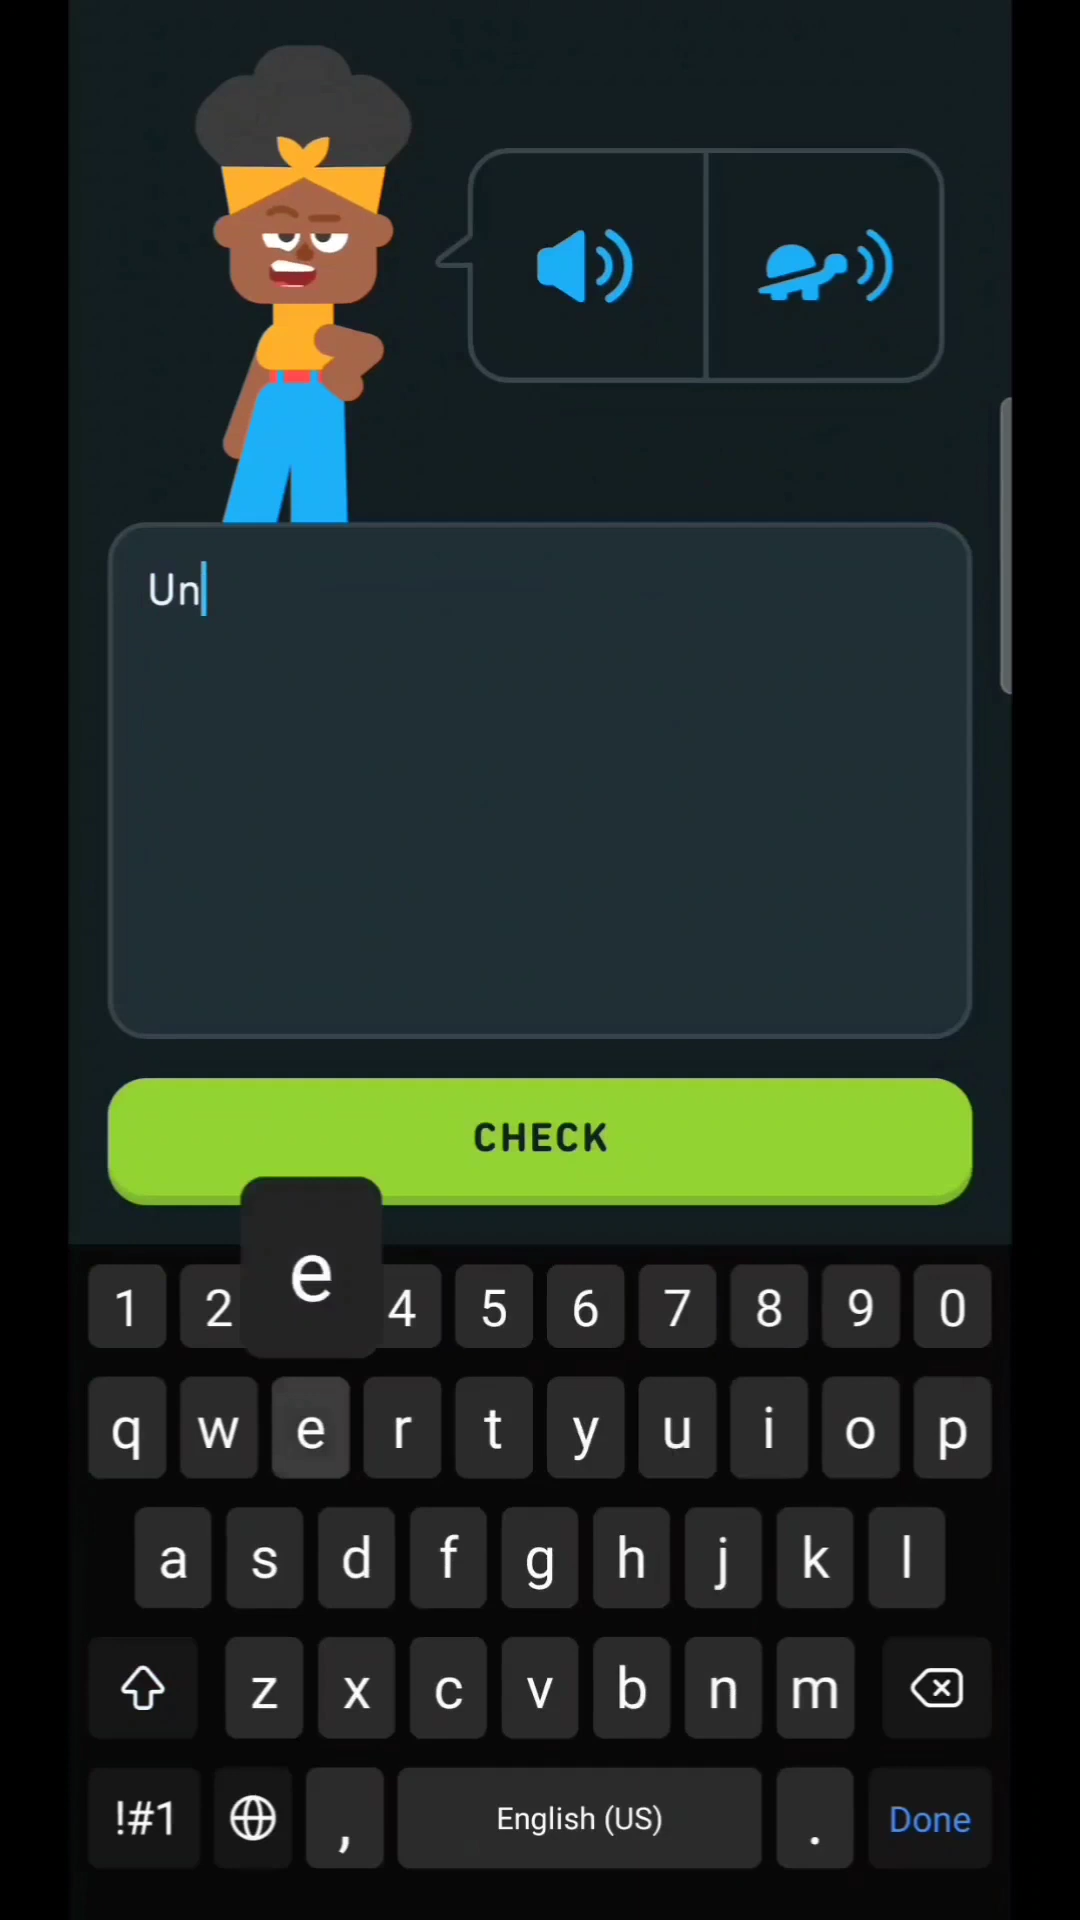 Un
CHECK
e
1 2 4 5 6 7 8 9 0
q w e r t y u i o p
a s d f g h j k l
z x c v b n m
!#1 , English (US) . Done